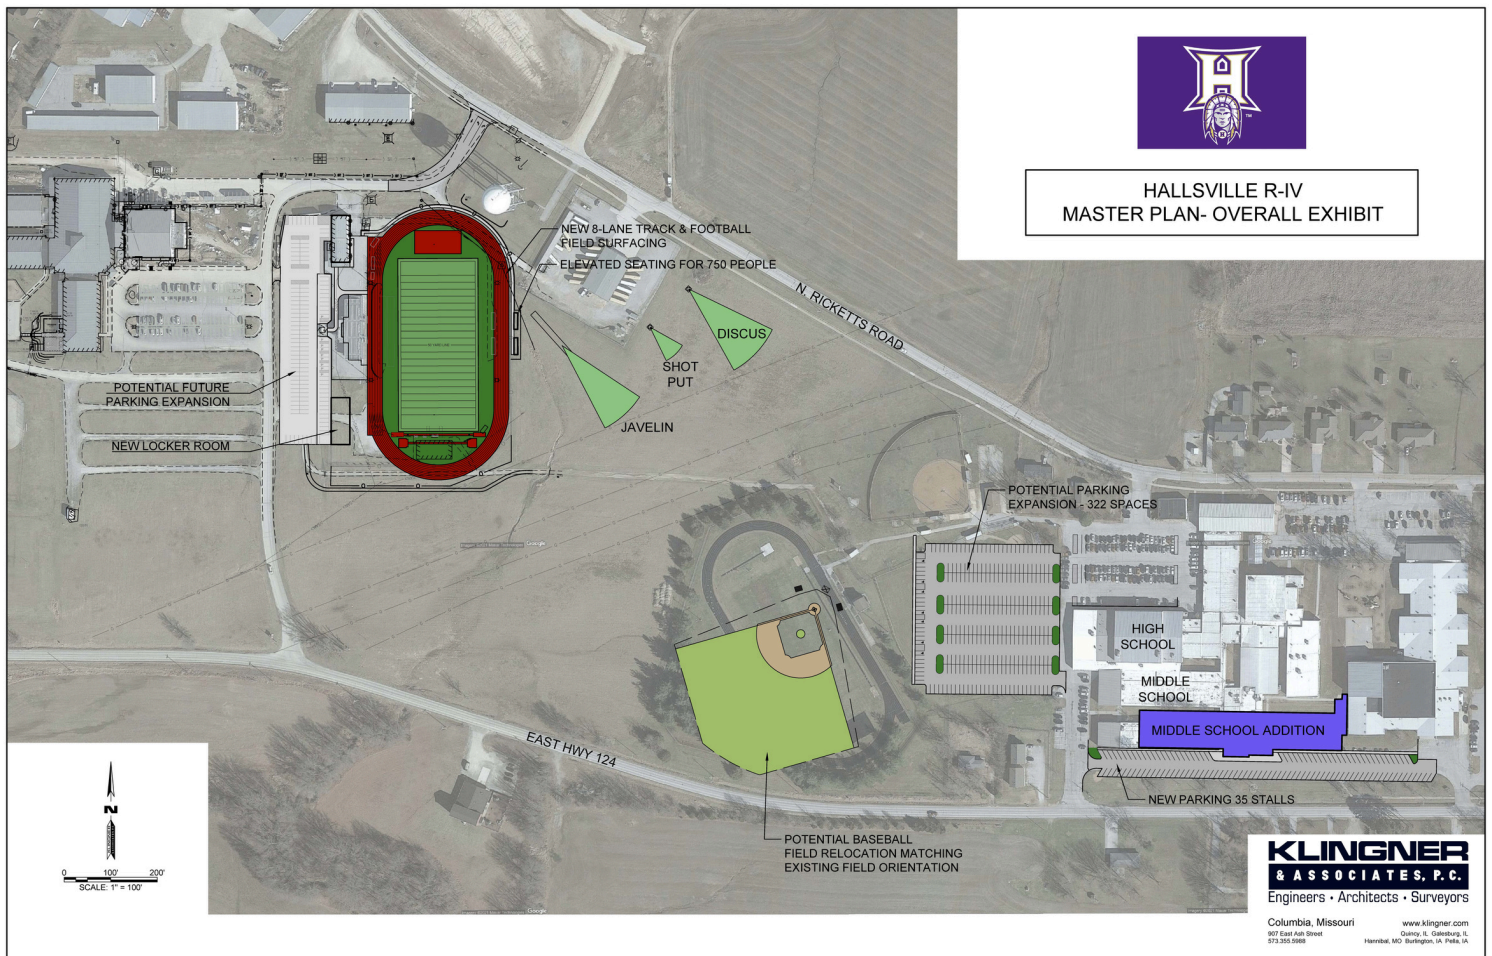 H
TM
HALLSVILLE R-IV
MASTER PLAN- OVERALL EXHIBIT
NEW 8-LANE TRACK & FOOTBALL
FIELD SURFACING
ELEVATED SEATING FOR 750 PEOPLE
N. RICKETTS ROAD
DISCUS
SHOT
PUT
JAVELIN
POTENTIAL FUTURE
PARKING EXPANSION
NEW LOCKER ROOM
POTENTIAL PARKING
EXPANSION - 322 SPACES
Google
HIGH
SCHOOL
MIDDLE
SCHOOL
MIDDLE SCHOOL ADDITION
EAST HWY 124
NEW PARKING 35 STALLS
POTENTIAL BASEBALL
FIELD RELOCATION MATCHING
EXISTING FIELD ORIENTATION
N
0 100' 200'
SCALE: 1" = 100'
Google
KLINGNER
& ASSOCIATES, P.C.
Engineers • Architects • Surveyors
Columbia, Missouri www.klingner.com
907 East Ash Street Quincy, IL Galesburg, IL
573.355.5988 Hannibal, MO Burlington, IA Pella, IA